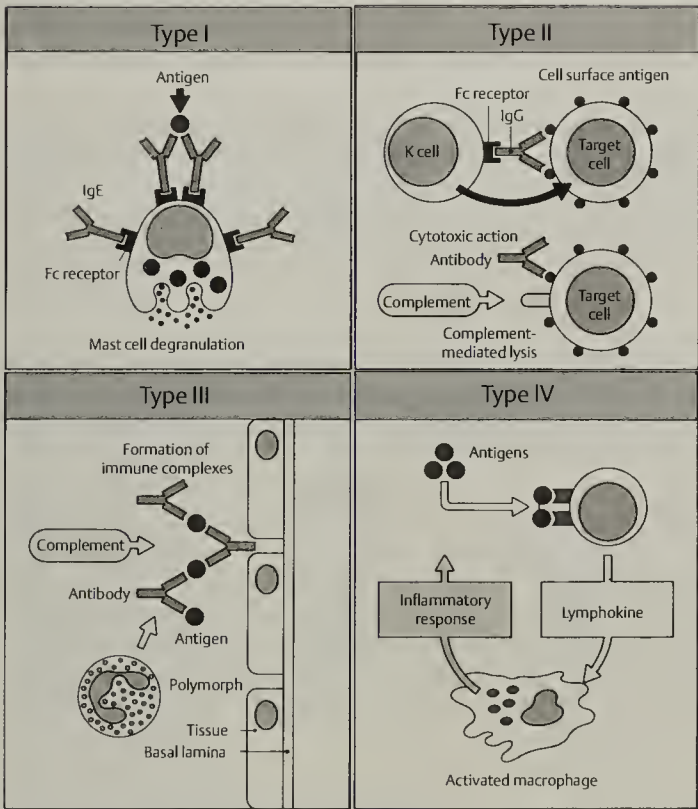 Type I
Antigen
IgE
Fc receptor
Mast cell degranulation
Type II
Cell surface antigen
Fc receptor
IgG
K cell
Target
cell
Cytotoxic action
Antibody
Complement
Target
cell
Complement-
mediated lysis
Type III
Formation of
immune complexes
Complement
Antibody
Antigen
Polymorph
Tissue
Basal lamina
Type IV
Antigens
Inflammatory
response
Lymphokine
Activated macrophage